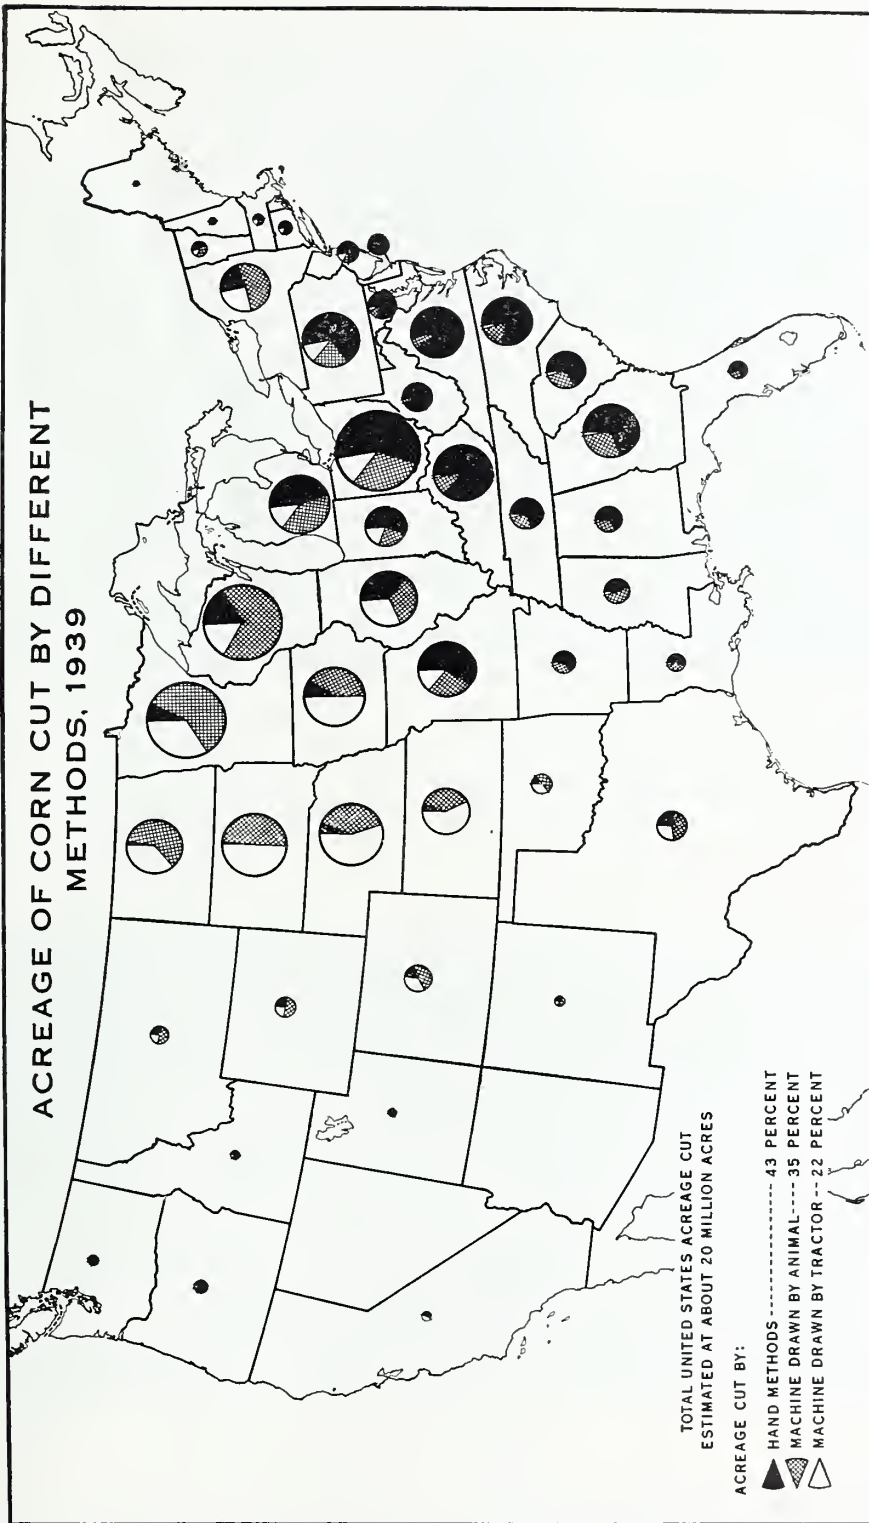 ACREAGE OF CORN CUT BY DIFFERENT
METHODS, 1939
TOTAL UNITED STATES ACREAGE CUT
ESTIMATED AT ABOUT 20 MILLION ACRES
ACREAGE CUT BY:
HAND METHODS ---------------- 43 PERCENT
MACHINE DRAWN BY ANIMAL---- 35 PERCENT
MACHINE DRAWN BY TRACTOR -- 22 PERCENT